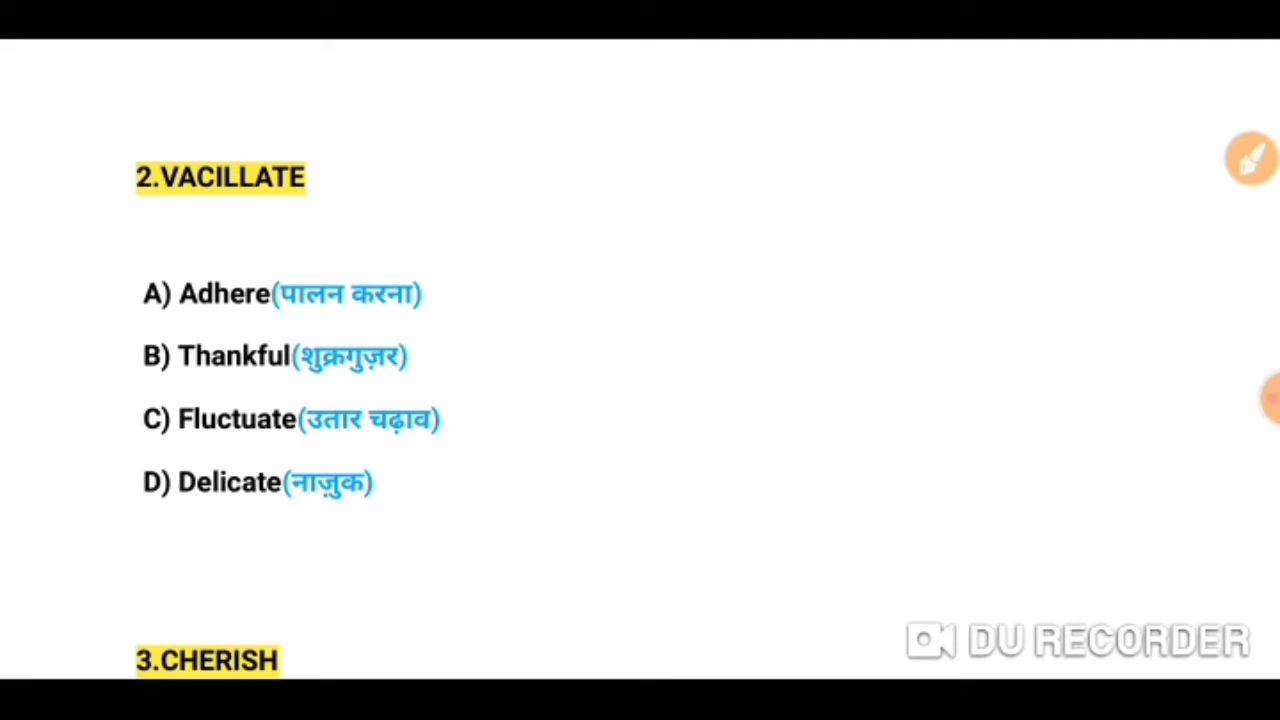 2.VACILLATE
A) Adhere(पालन करना)
B) Thankful(शुक्रगुज़र)
C) Fluctuate(उतार चढ़ाव)
D) Delicate(नाज़ुक)
3.CHERISH
DU RECORDER